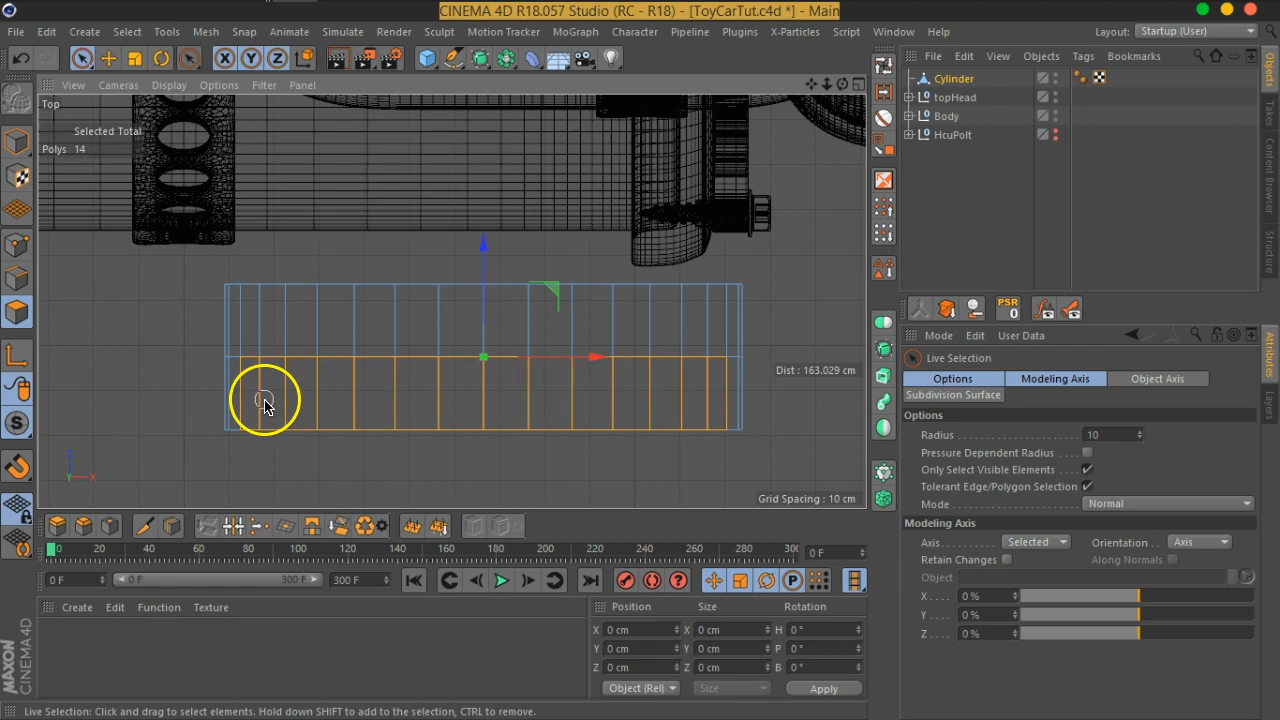 CINEMA 4D R18.057 Studio (RC - R18) - [ToyCarTut.c4d *] - Main
File Edit Create Select Tools Mesh Snap Animate Simulate Render Sculpt Motion Tracker MoGraph Character Pipeline Plugins X-Particles Script Window Help Layout: Startup (User)
X Y Z
File Edit View Objects Tags Bookmarks
View Cameras Display Options Filter Panel
Top
Selected Total
Polys 14
Cylinder
topHead
Body
HcuPolt
Objects
Takes
Content Browser
Structure
PSR
0
Mode Edit User Data
Live Selection
Options Modeling Axis Object Axis
Subdivision Surface
Options
Radius 10
Pressure Dependent Radius
Only Select Visible Elements
Tolerant Edge/Polygon Selection
Mode Normal
Modeling Axis
Axis Selected Orientation Axis
Retain Changes Along Normals
Object
X 0 %
Y 0 %
Z 0 %
Attributes
Layers
Dist : 163.029 cm
Z
Y X
Grid Spacing : 10 cm
0 20 40 60 80 100 120 140 160 180 200 220 240 260 280 30 0 F
0 F 0 F 300 F 300 F
Create Edit Function Texture
Position Size Rotation
X 0 cm X 0 cm H 0 °
Y 0 cm Y 0 cm P 0 °
Z 0 cm Z 0 cm B 0 °
Object (Rel) Size Apply
MAXON
CINEMA 4D
Live Selection: Click and drag to select elements. Hold down SHIFT to add to the selection, CTRL to remove.